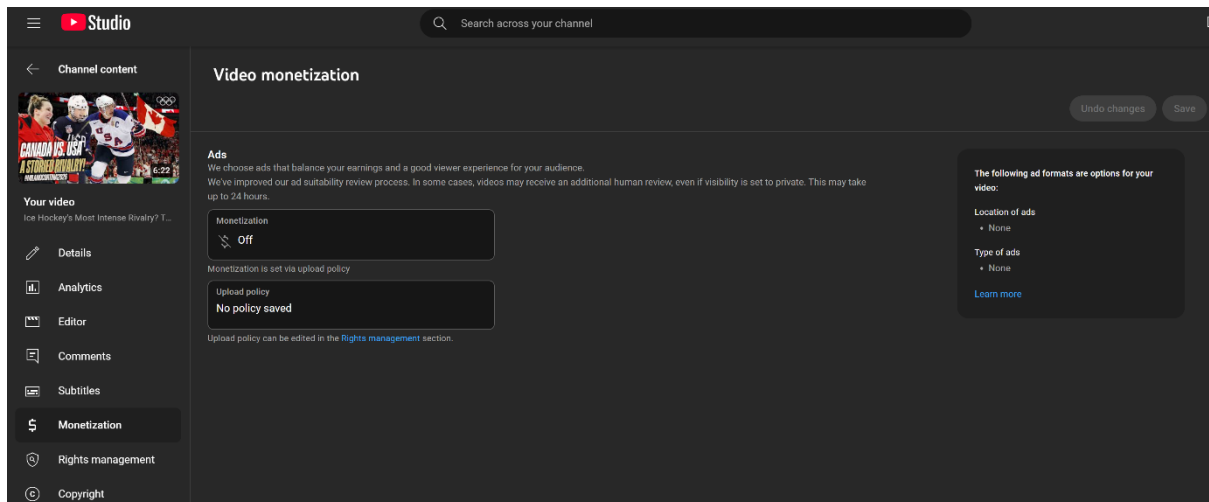 Studio
Search across your channel
Channel content
Video monetization
Undo changes
Save
CANADA
VS. USA
A STORIED
RIVALRY!
6:22
Your video
Ice Hockey's Most Intense Rivalry? T...
Details
Analytics
Editor
Comments
Subtitles
Monetization
Rights management
Copyright
Ads
We choose ads that balance your earnings and a good viewer experience for your audience.
We've improved our ad suitability review process. In some cases, videos may receive an additional human review, even if visibility is set to private. This may take
up to 24 hours.
Monetization
Off
Monetization is set via upload policy
Upload policy
No policy saved
Upload policy can be edited in the Rights management section.
The following ad formats are options for your
video:
Location of ads
• None
Type of ads
• None
Learn more